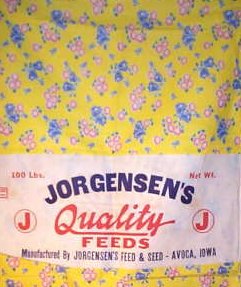 100 Lbs. Net Wt.
JORGENSEN'S
J Quality J
FEEDS
Manufactured By JORGENSEN'S FEED & SEED - AVOCA, IOWA